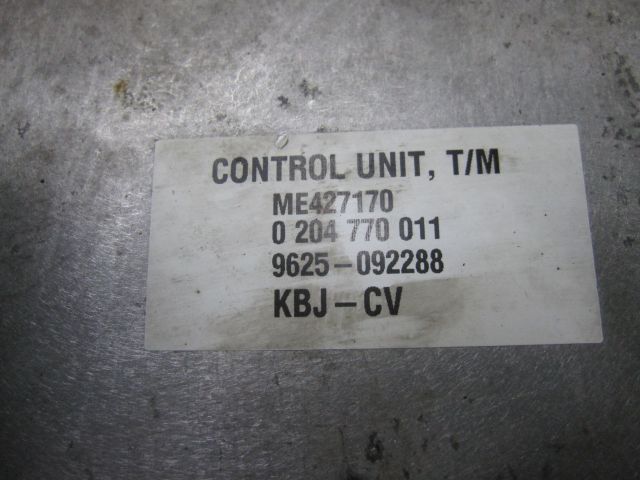 CONTROL UNIT, T/M
ME427170
0 204 770 011
9625-092288
KBJ-CV